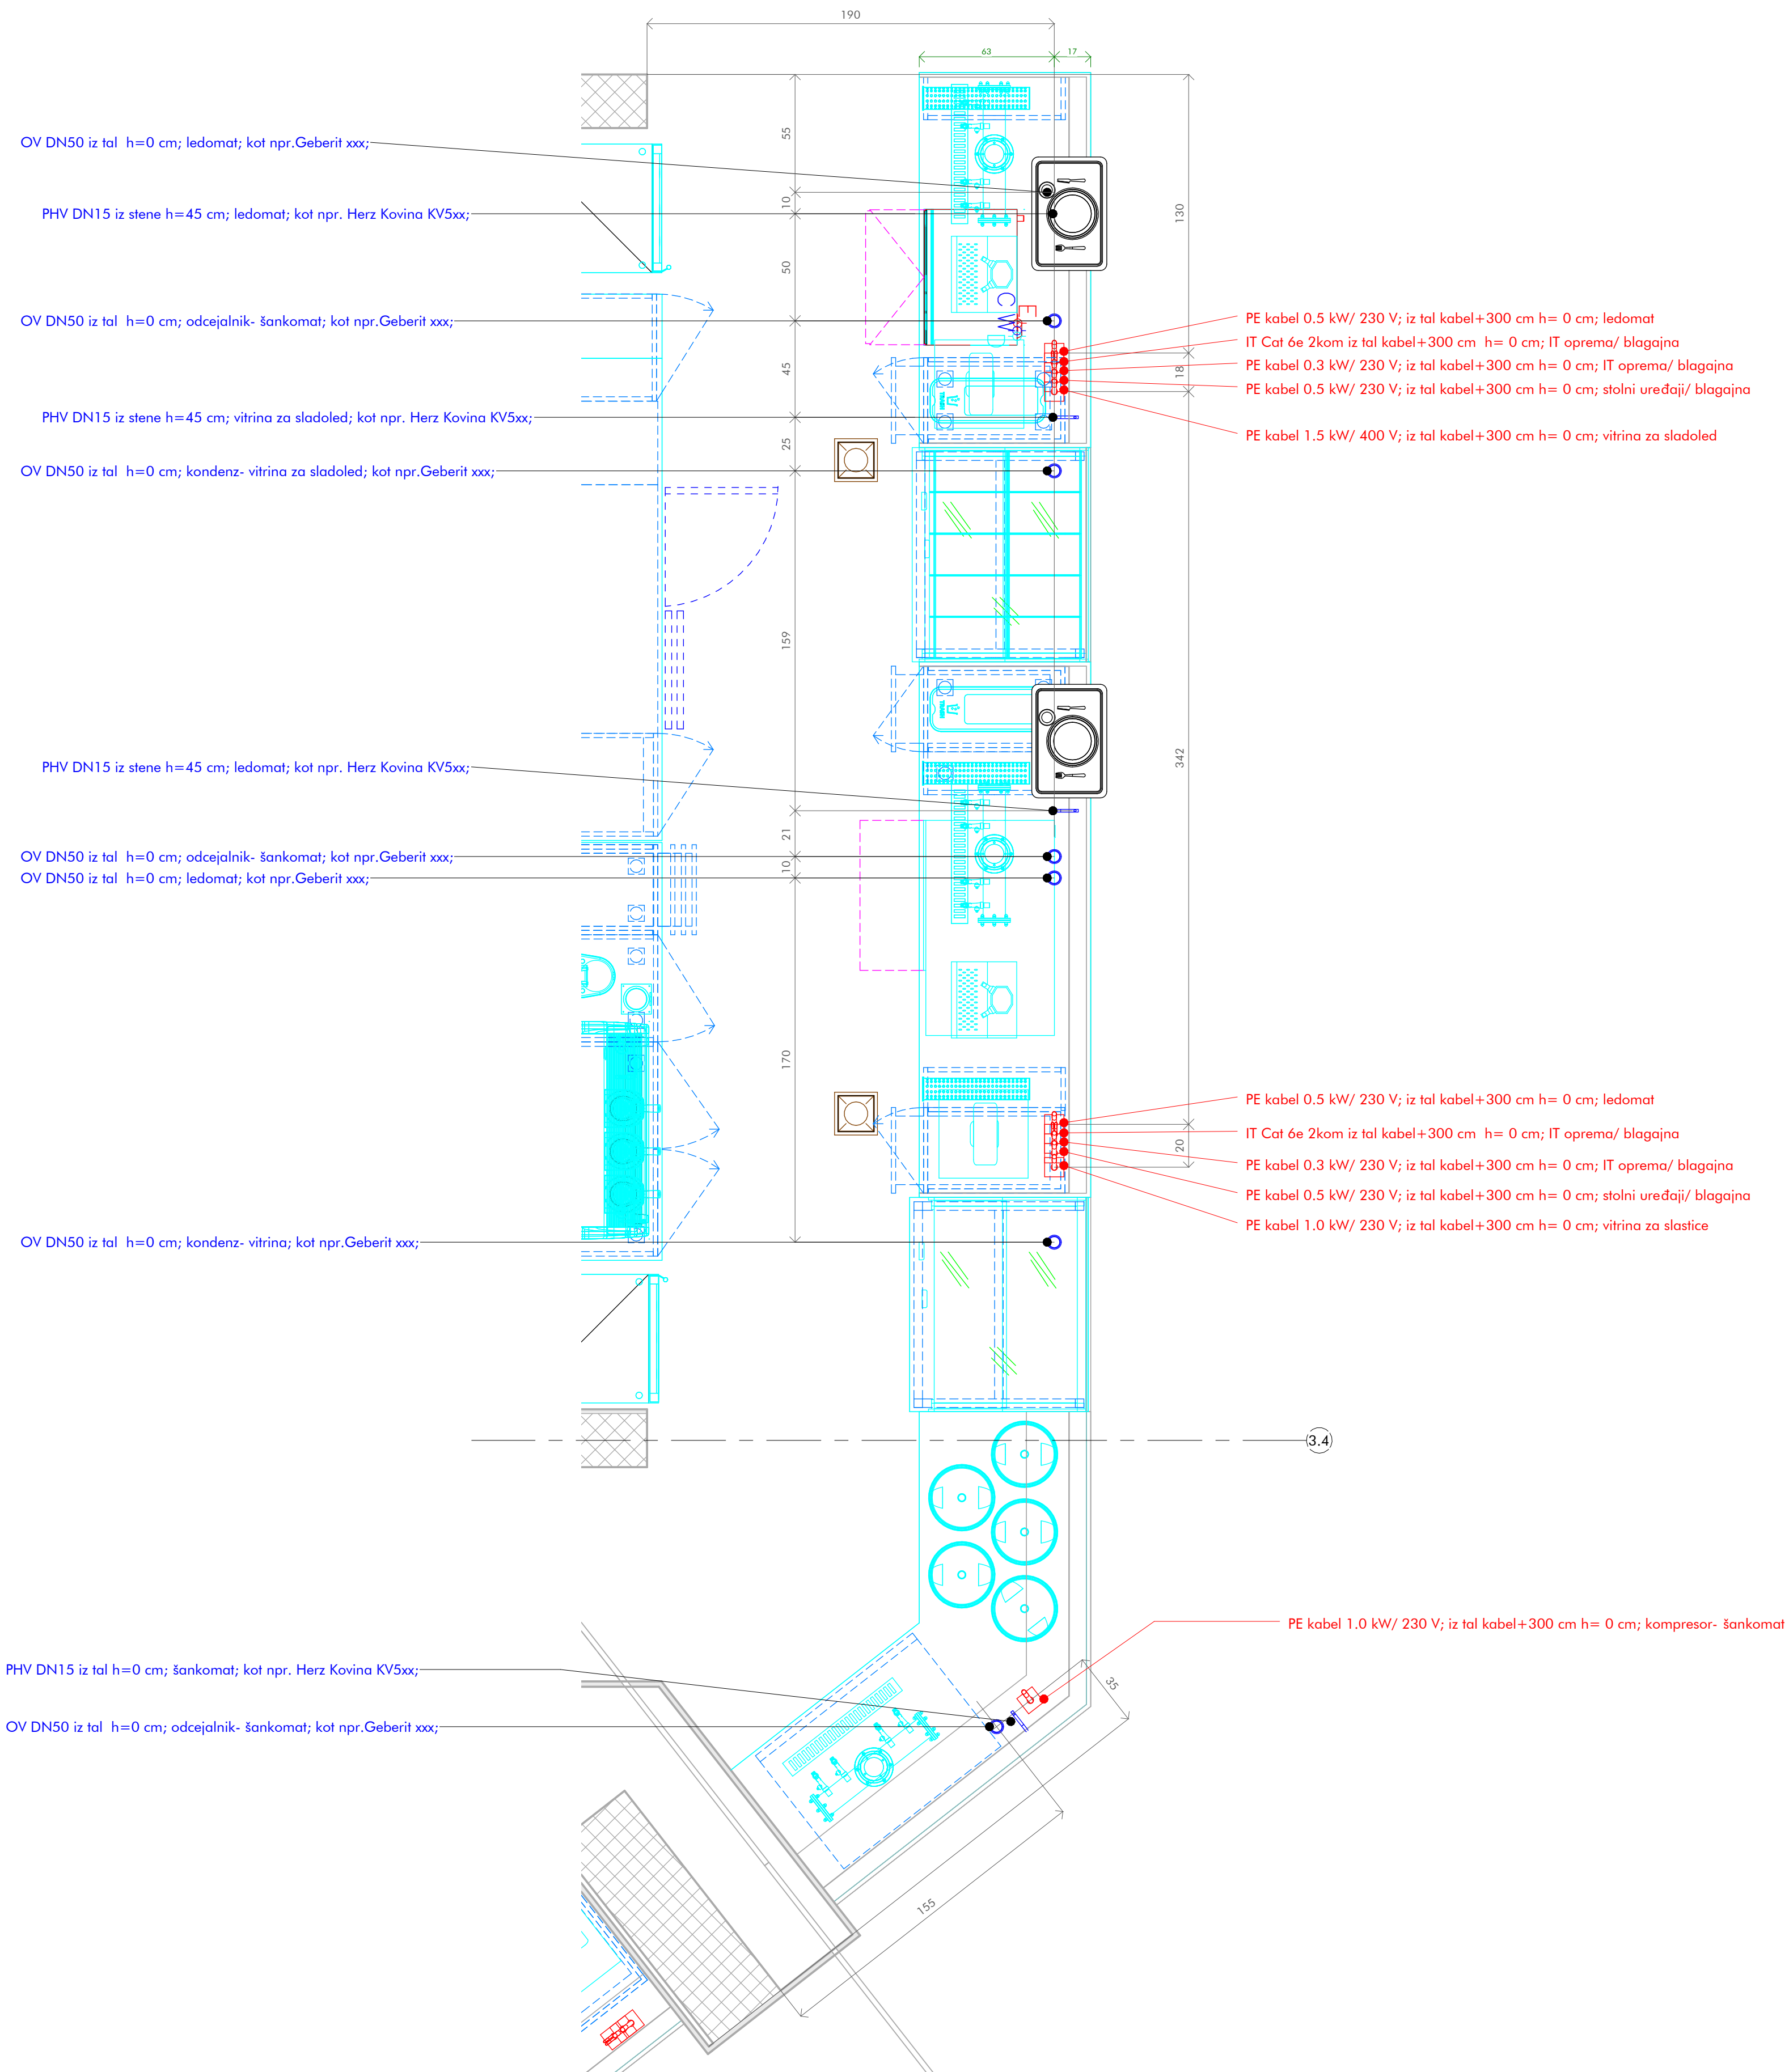 190
63
17
55
OV DN50 iz tal h=0 cm; ledomat; kot npr.Geberit xxx;
10
PHV DN15 iz stene h=45 cm; ledomat; kot npr. Herz Kovina KV5xx;
130
50
CW
E
OV DN50 iz tal h=0 cm; odcejalnik- šankomat; kot npr.Geberit xxx;
PE kabel 0.5 kW/ 230 V; iz tal kabel+300 cm h= 0 cm; ledomat
IT Cat 6e 2kom iz tal kabel+300 cm h= 0 cm; IT oprema/ blagajna
PE kabel 0.3 kW/ 230 V; iz tal kabel+300 cm h= 0 cm; IT oprema/ blagajna
45
18
PE kabel 0.5 kW/ 230 V; iz tal kabel+300 cm h= 0 cm; stolni uređaji/ blagajna
PHV DN15 iz stene h=45 cm; vitrina za sladoled; kot npr. Herz Kovina KV5xx;
PE kabel 1.5 kW/ 400 V; iz tal kabel+300 cm h= 0 cm; vitrina za sladoled
25
OV DN50 iz tal h=0 cm; kondenz- vitrina za sladoled; kot npr.Geberit xxx;
159
342
PHV DN15 iz stene h=45 cm; ledomat; kot npr. Herz Kovina KV5xx;
21
OV DN50 iz tal h=0 cm; odcejalnik- šankomat; kot npr.Geberit xxx;
10
OV DN50 iz tal h=0 cm; ledomat; kot npr.Geberit xxx;
170
PE kabel 0.5 kW/ 230 V; iz tal kabel+300 cm h= 0 cm; ledomat
IT Cat 6e 2kom iz tal kabel+300 cm h= 0 cm; IT oprema/ blagajna
20
PE kabel 0.3 kW/ 230 V; iz tal kabel+300 cm h= 0 cm; IT oprema/ blagajna
PE kabel 0.5 kW/ 230 V; iz tal kabel+300 cm h= 0 cm; stolni uređaji/ blagajna
PE kabel 1.0 kW/ 230 V; iz tal kabel+300 cm h= 0 cm; vitrina za slastice
OV DN50 iz tal h=0 cm; kondenz- vitrina; kot npr.Geberit xxx;
3.4
PE kabel 1.0 kW/ 230 V; iz tal kabel+300 cm h= 0 cm; kompresor- šankomat
PHV DN15 iz tal h=0 cm; šankomat; kot npr. Herz Kovina KV5xx;
35
OV DN50 iz tal h=0 cm; odcejalnik- šankomat; kot npr.Geberit xxx;
155